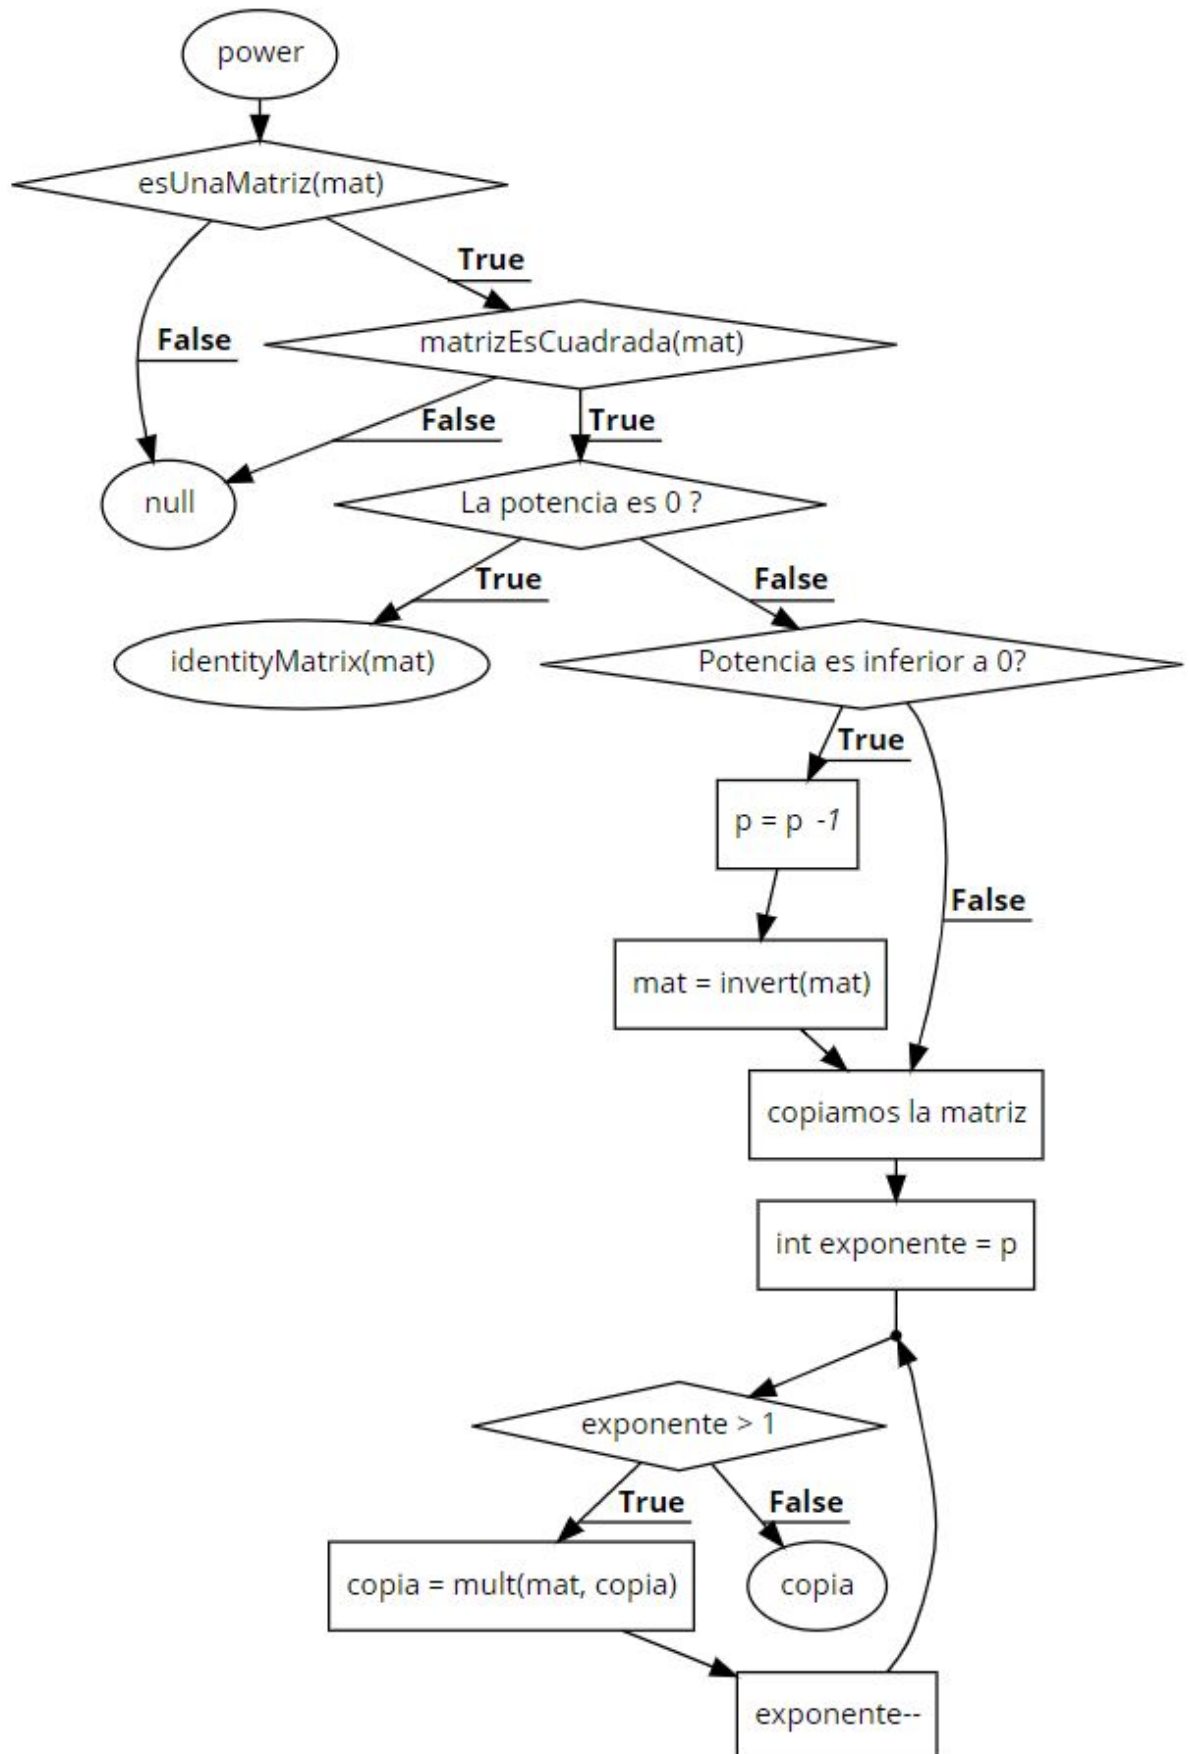 power
esUnaMatriz(mat)
True
False
matrizEsCuadrada(mat)
False
True
null
La potencia es 0 ?
True
False
identityMatrix(mat)
Potencia es inferior a 0?
True
p = p -1
False
mat = invert(mat)
copiamos la matriz
int exponente = p
exponente > 1
True
False
copia = mult(mat, copia)
copia
exponente--